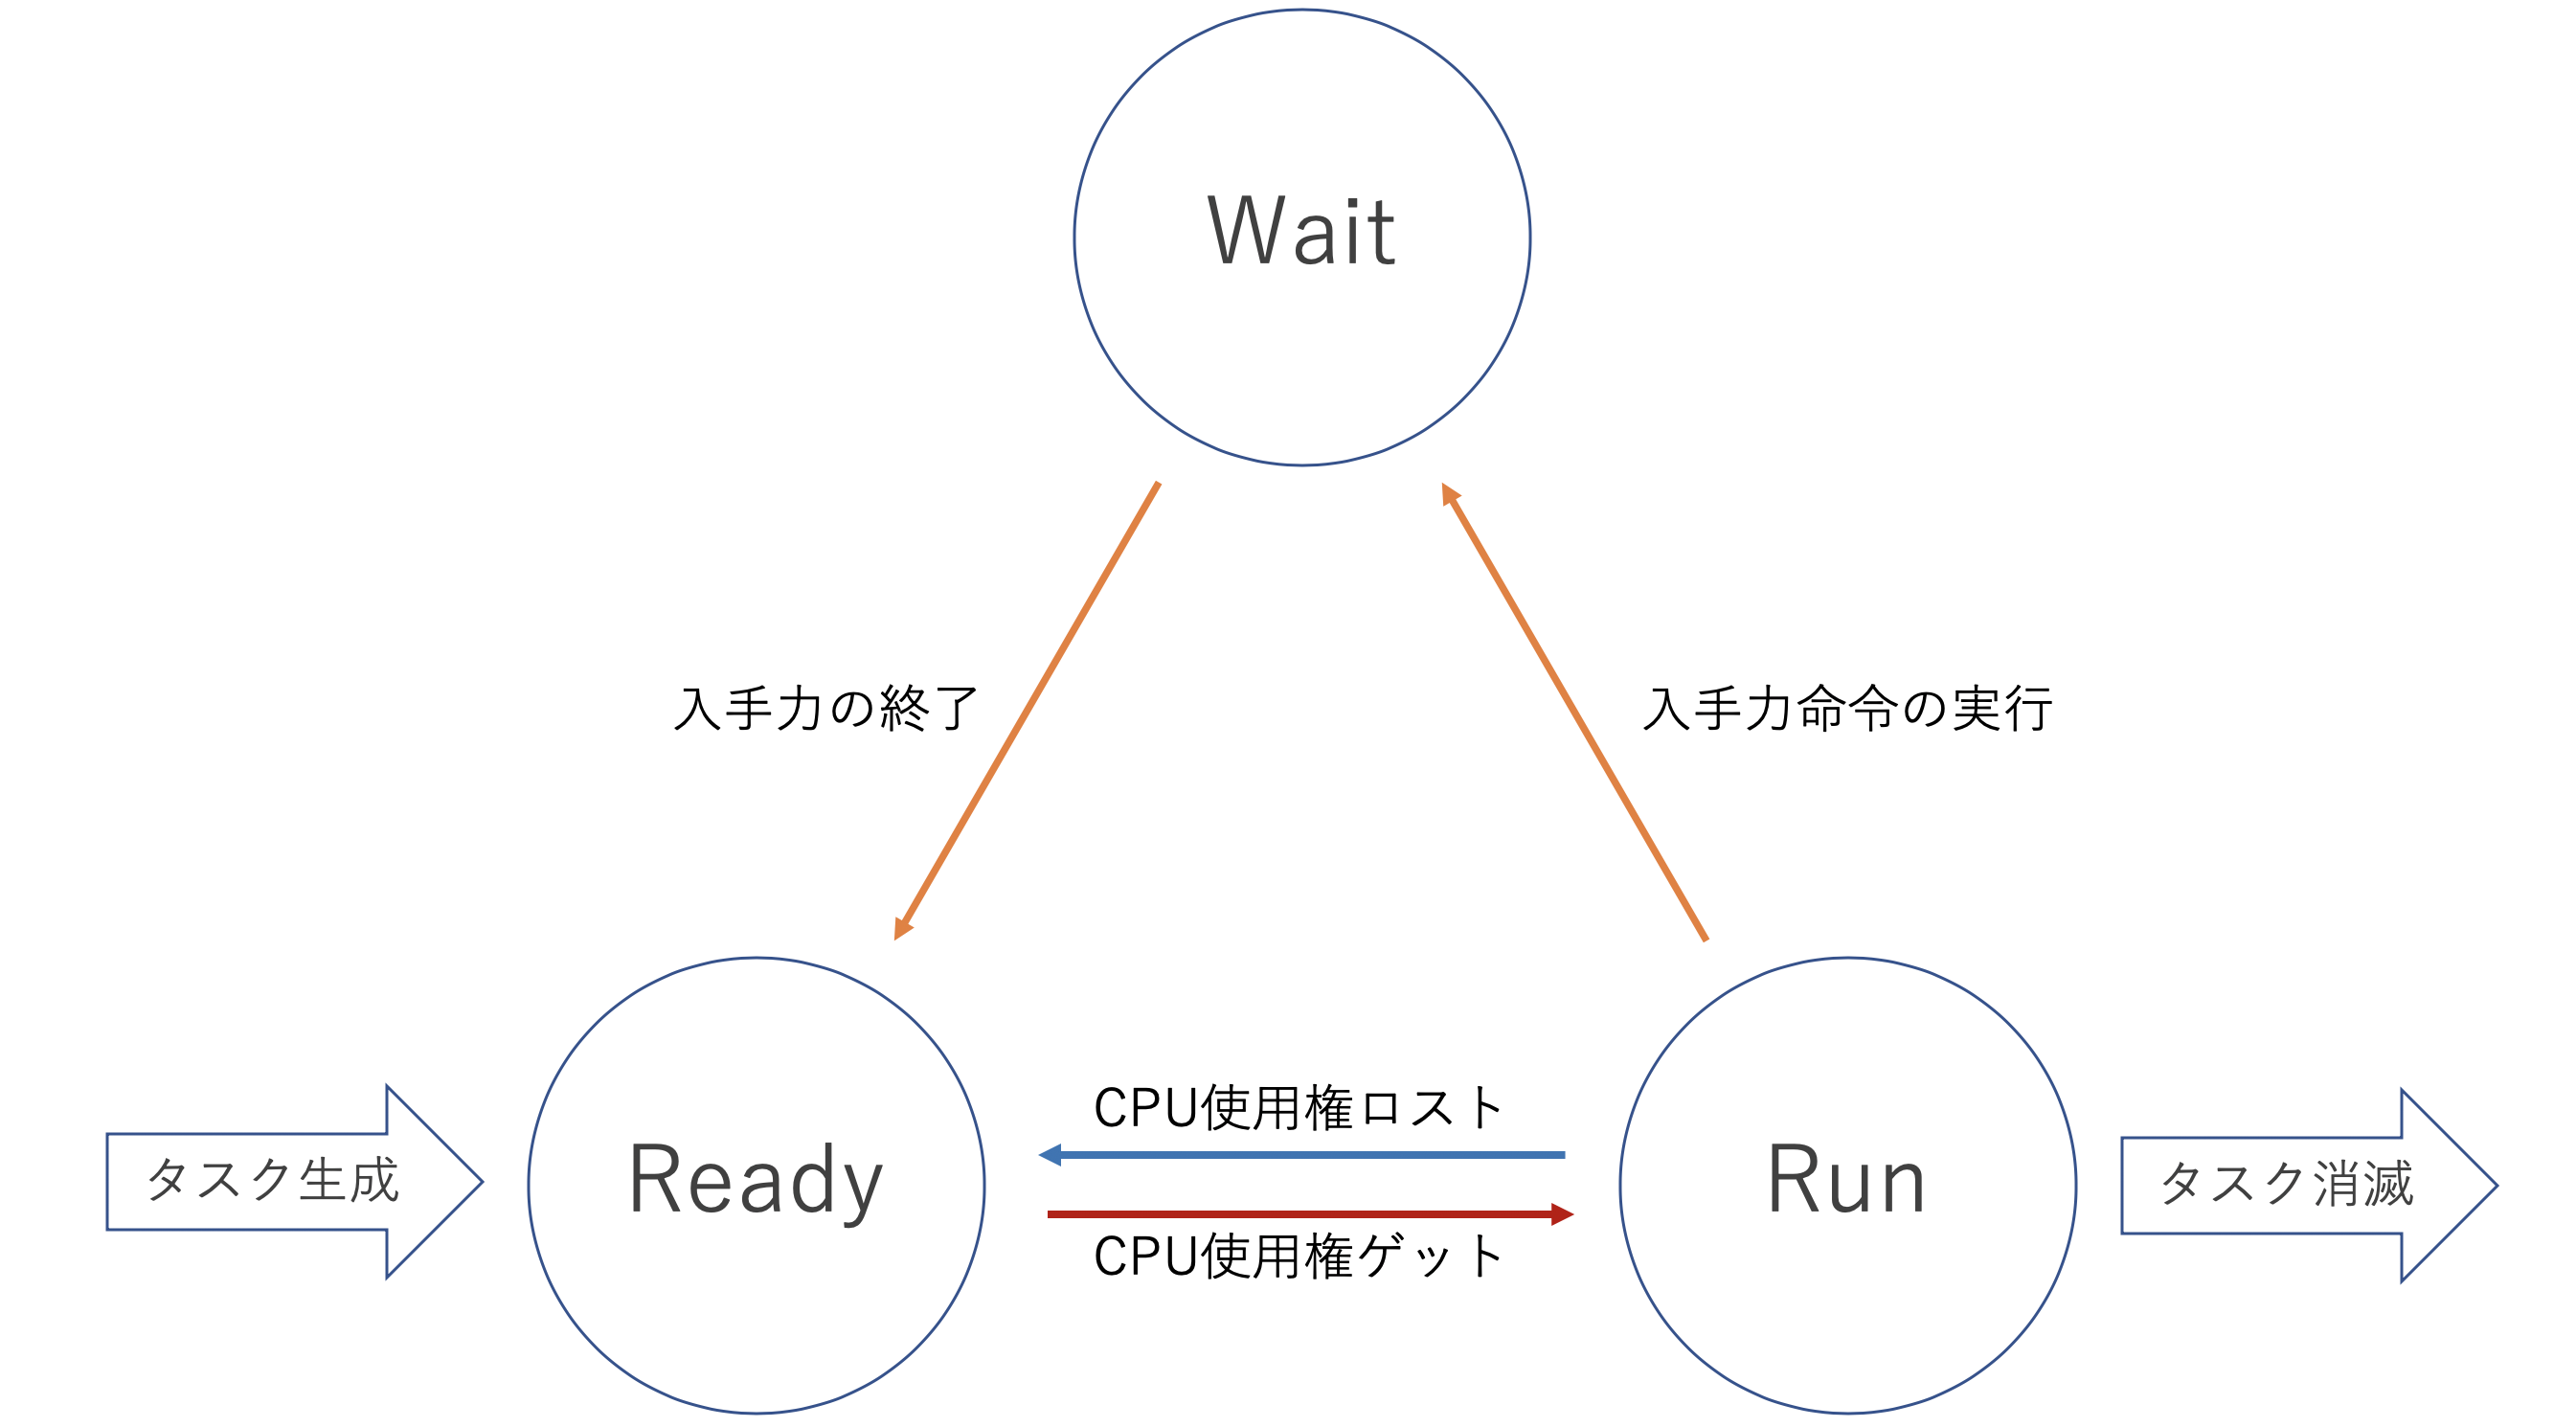 Wait
入手力の終了
入手力命令の実行
CPU使用権ロスト
タスク生成
Ready
Run
タスク消滅
CPU使用権ゲット